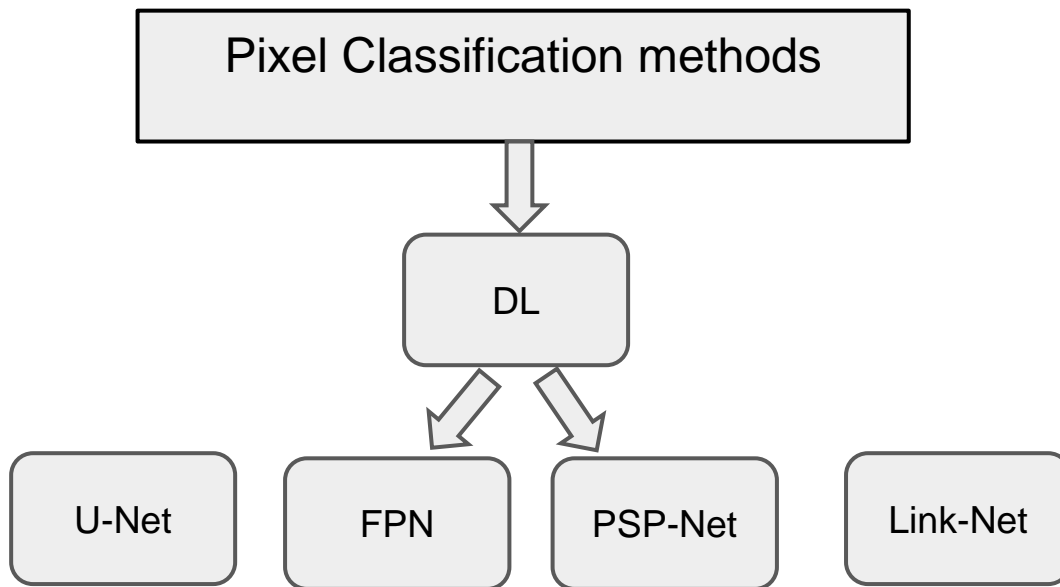 Pixel Classification methods
DL
U-Net
FPN
PSP-Net
Link-Net